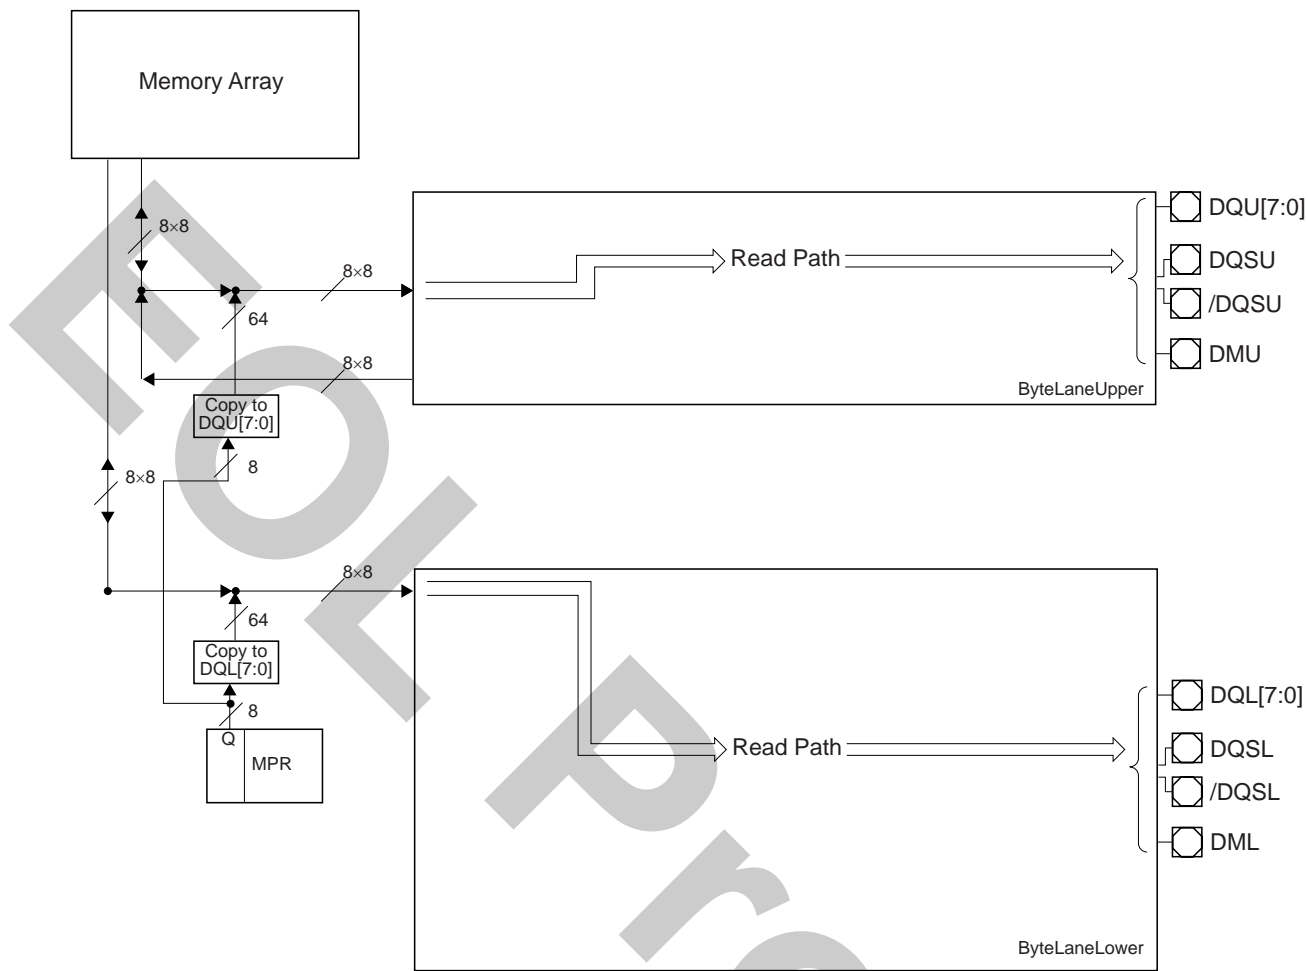 Memory Array
8×8
8×8
64
8×8
Copy to
DQU[7:0]
8
8×8
Read Path
ByteLaneUpper
DQU[7:0]
DQSU
/DQSU
DMU
8×8
64
Copy to
DQL[7:0]
8
Q
MPR
Read Path
ByteLaneLower
DQL[7:0]
DQSL
/DQSL
DML
EOL Pro